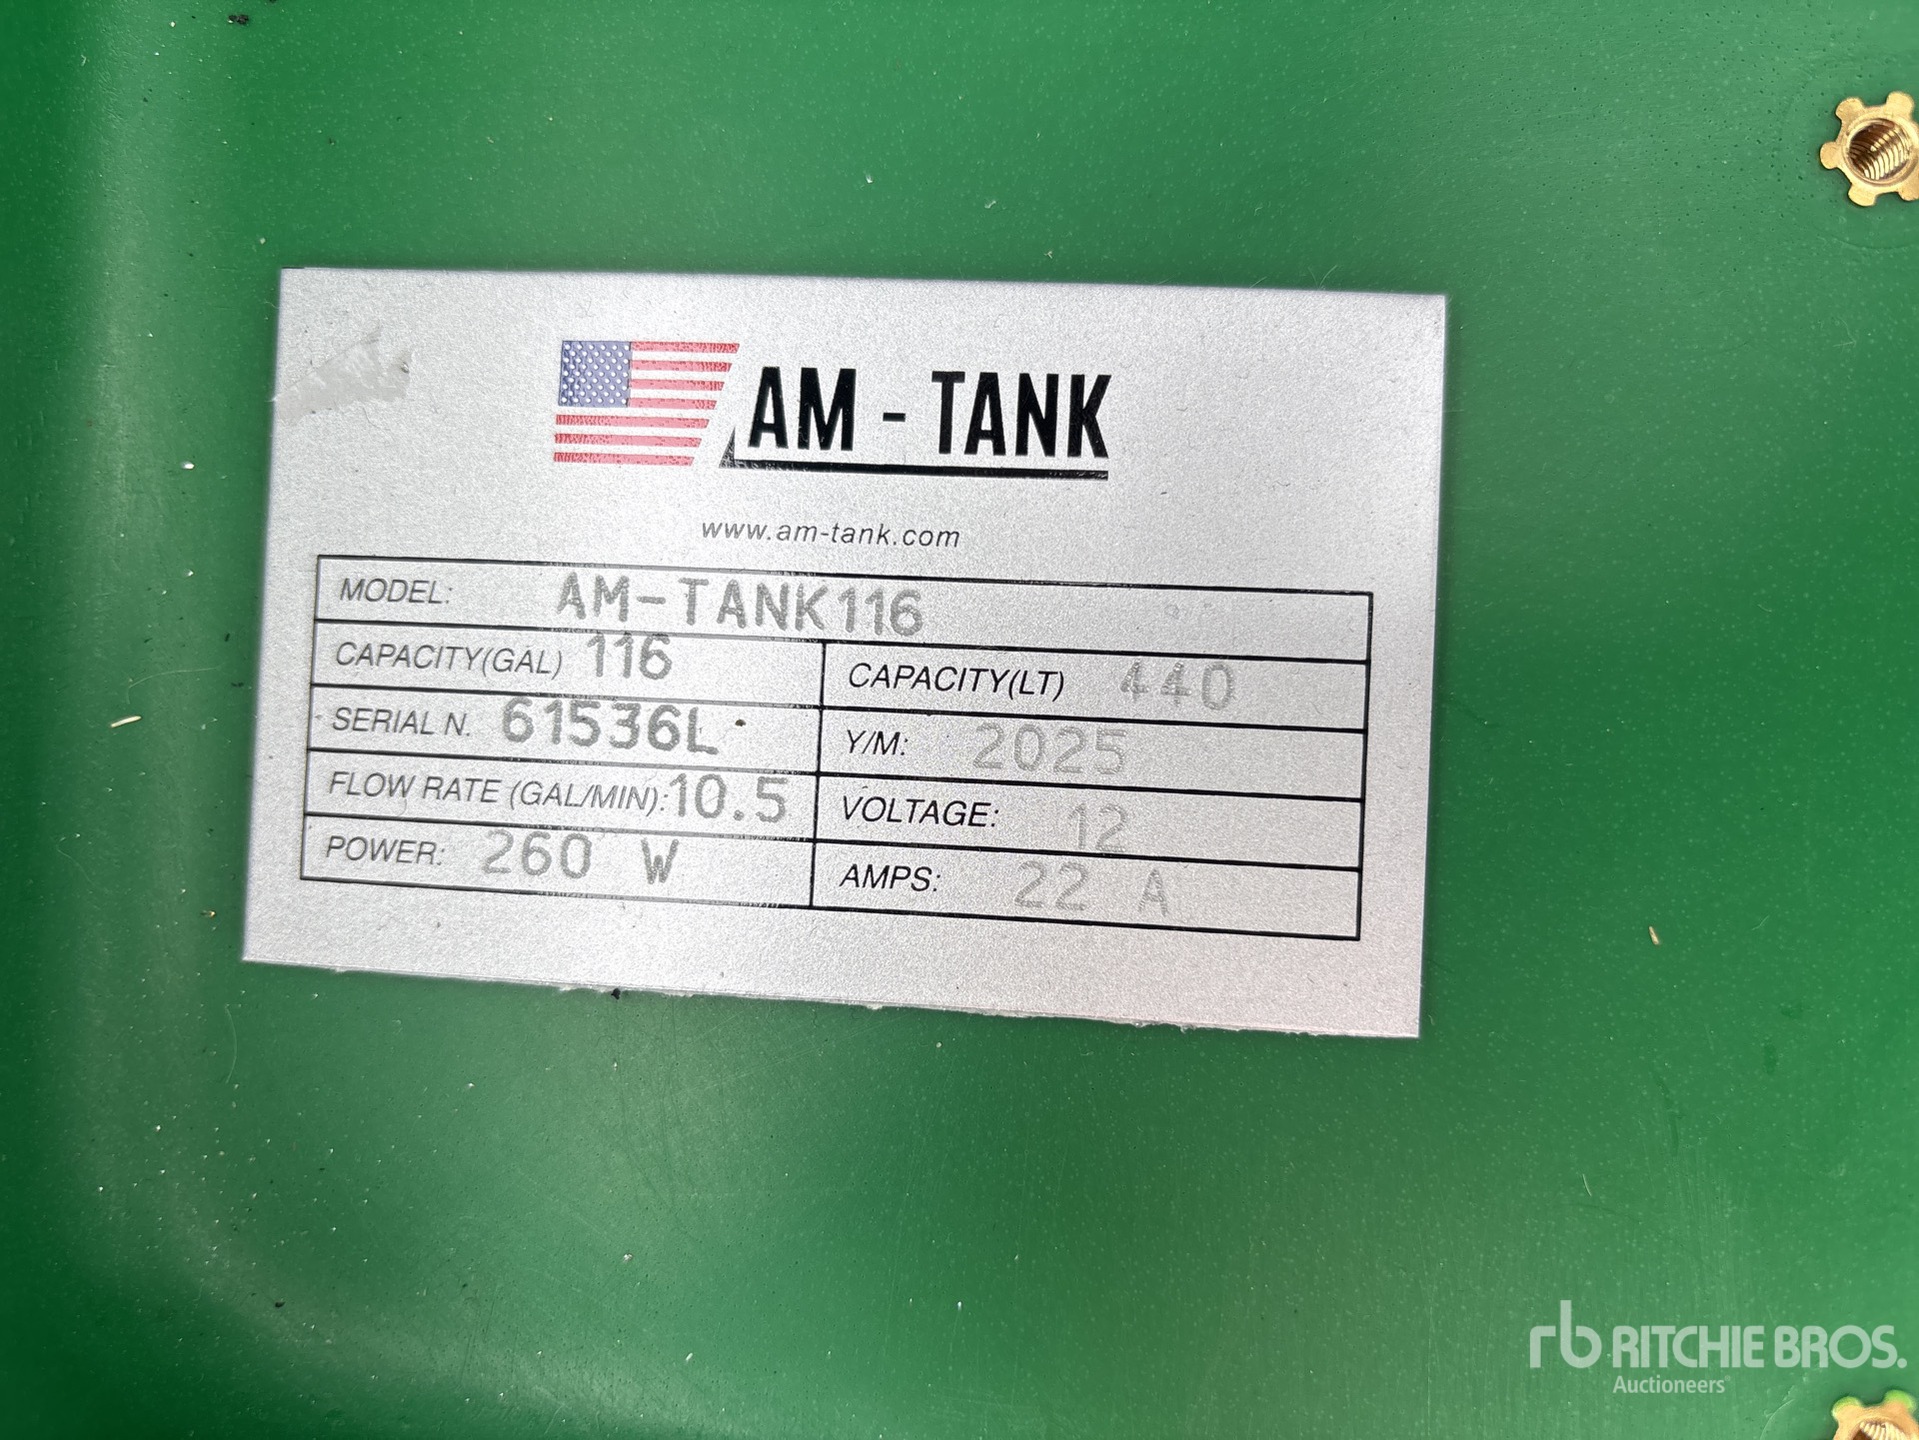 AM - TANK
www.am-tank.com
MODEL: AM-TANK116
CAPACITY(GAL) 116 CAPACITY(LT) 440
SERIAL N. 61536L Y/M: 2025
FLOW RATE (GAL/MIN): 10.5 VOLTAGE: 12
POWER: 260 W AMPS: 22 A
rb RITCHIE BROS.
Auctioneers